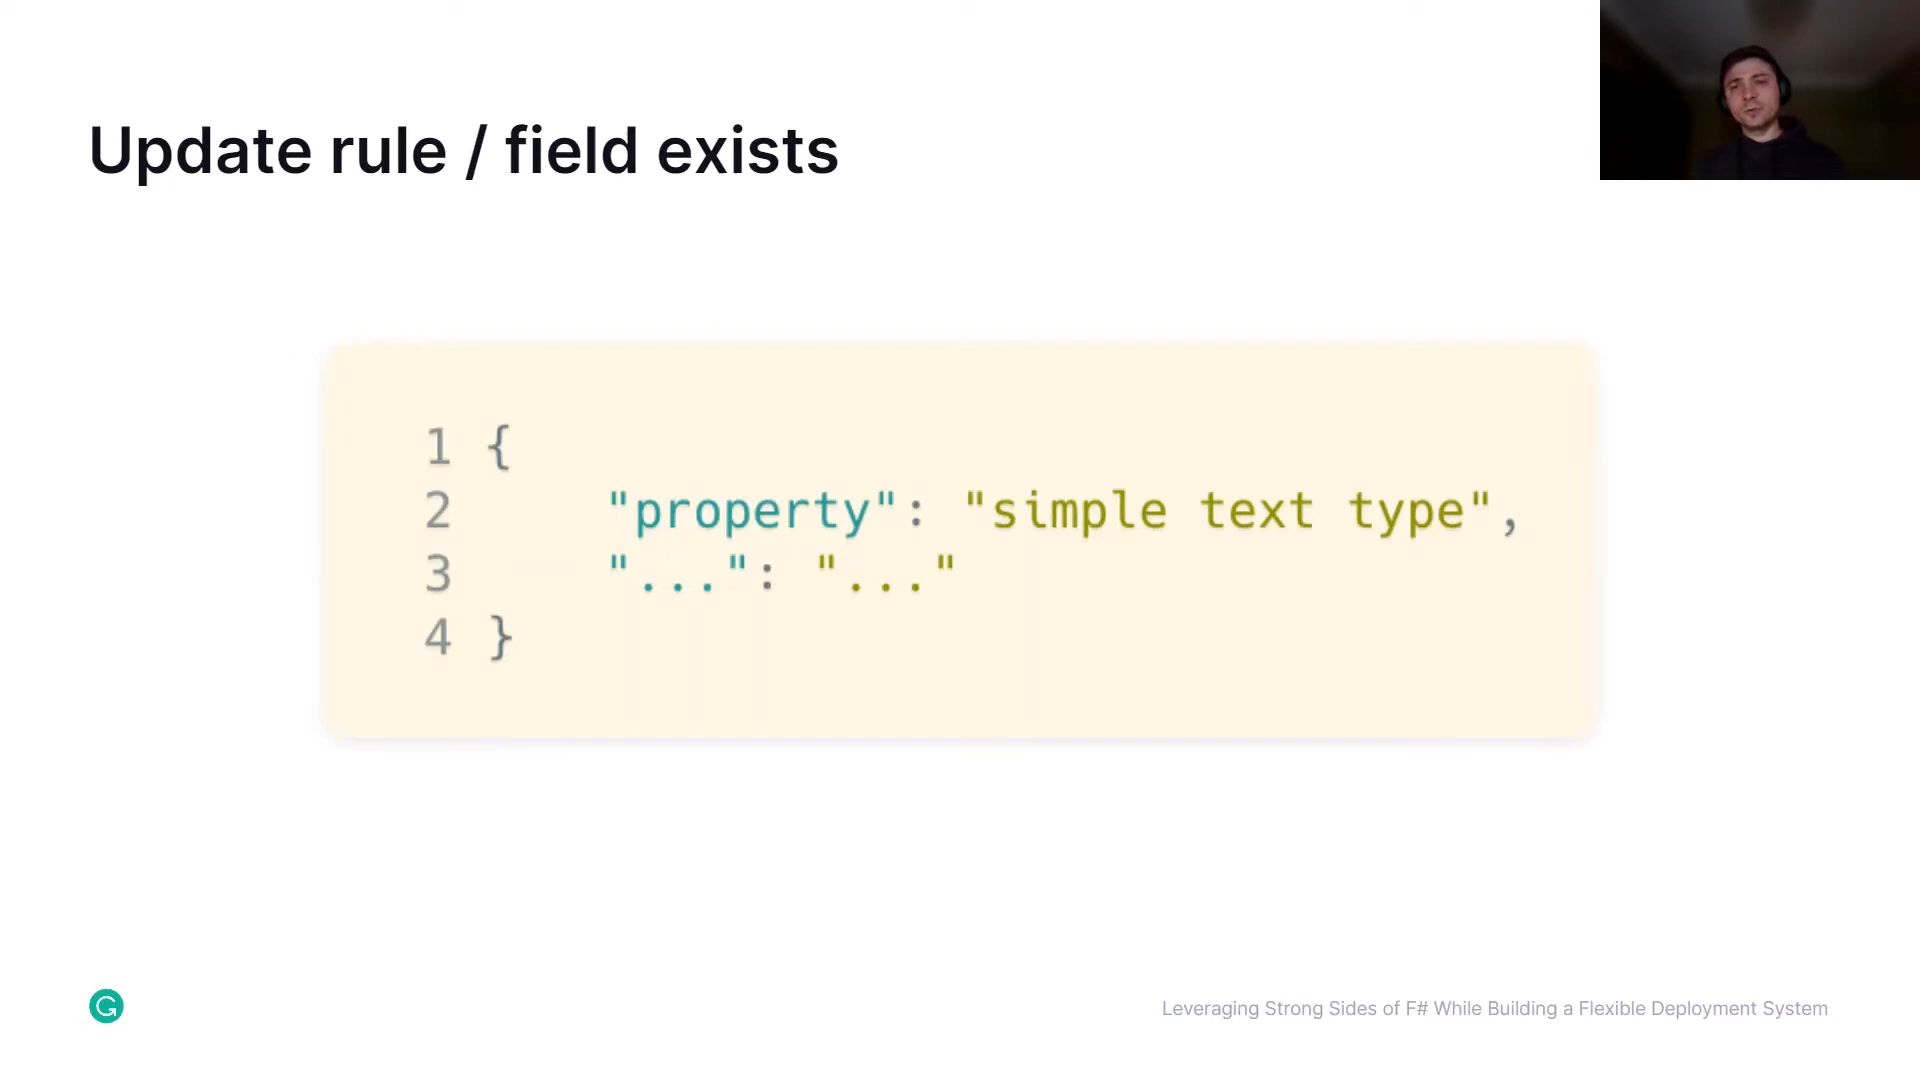 Update rule / field exists
1 {
2 "property": "simple text type",
3 "...": "..."
4 }
Leveraging Strong Sides of F# While Building a Flexible Deployment System